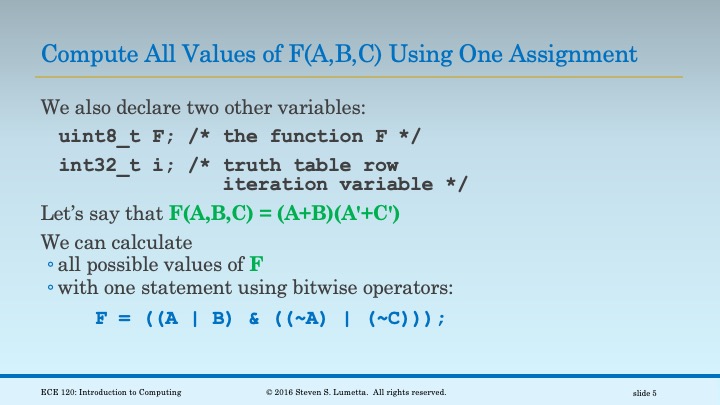 Compute All Values of F(A,B,C) Using One Assignment
We also declare two other variables:
uint8_t F; /* the function F */
int32_t i; /* truth table row
iteration variable */
Let's say that F(A,B,C) = (A+B)(A'+C')
We can calculate
◦ all possible values of F
◦ with one statement using bitwise operators:
F = ((A | B) & ((~A) | (~C)));
ECE 120: Introduction to Computing
© 2016 Steven S. Lumetta. All rights reserved.
slide 5